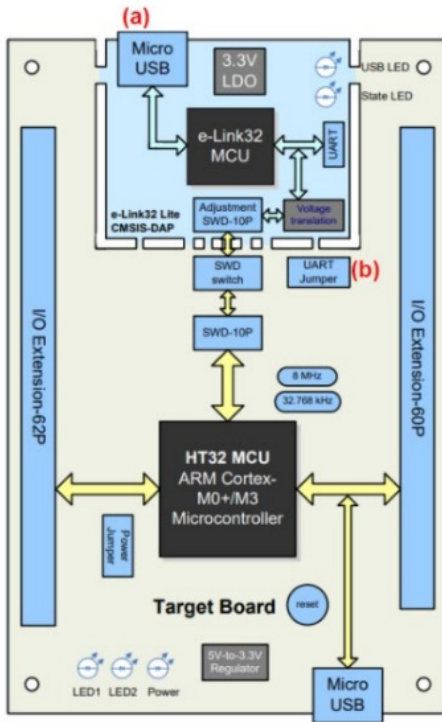 (a)
Micro
USB
3.3V
LDO
USB LED
State LED
e-Link32
MCU
UART
e-Link32 Lite
CMSIS-DAP
Adjustment
SWD-10P
Voltage
translation
SWD
switch
UART
Jumper
(b)
SWD-10P
I/O Extension-62P
I/O Extension-60P
8 MHz
32.768 kHz
HT32 MCU
ARM Cortex-
M0+/M3
Microcontroller
Power
Jumper
Target Board
reset
5V-to-3.3V
Regulator
LED1
LED2
Power
Micro
USB